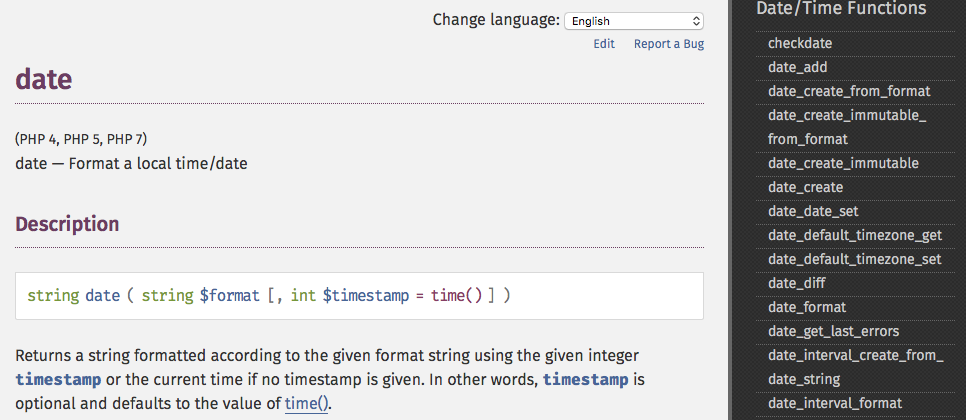 Change language: English
Edit Report a Bug
date
(PHP 4, PHP 5, PHP 7)
date — Format a local time/date
Description
string date ( string $format [, int $timestamp = time() ] )
Returns a string formatted according to the given format string using the given integer
timestamp or the current time if no timestamp is given. In other words, timestamp is
optional and defaults to the value of time().
Date/Time Functions
checkdate
date_add
date_create_from_format
date_create_immutable_
from_format
date_create_immutable
date_create
date_date_set
date_default_timezone_get
date_default_timezone_set
date_diff
date_format
date_get_last_errors
date_interval_create_from_
date_string
date_interval_format